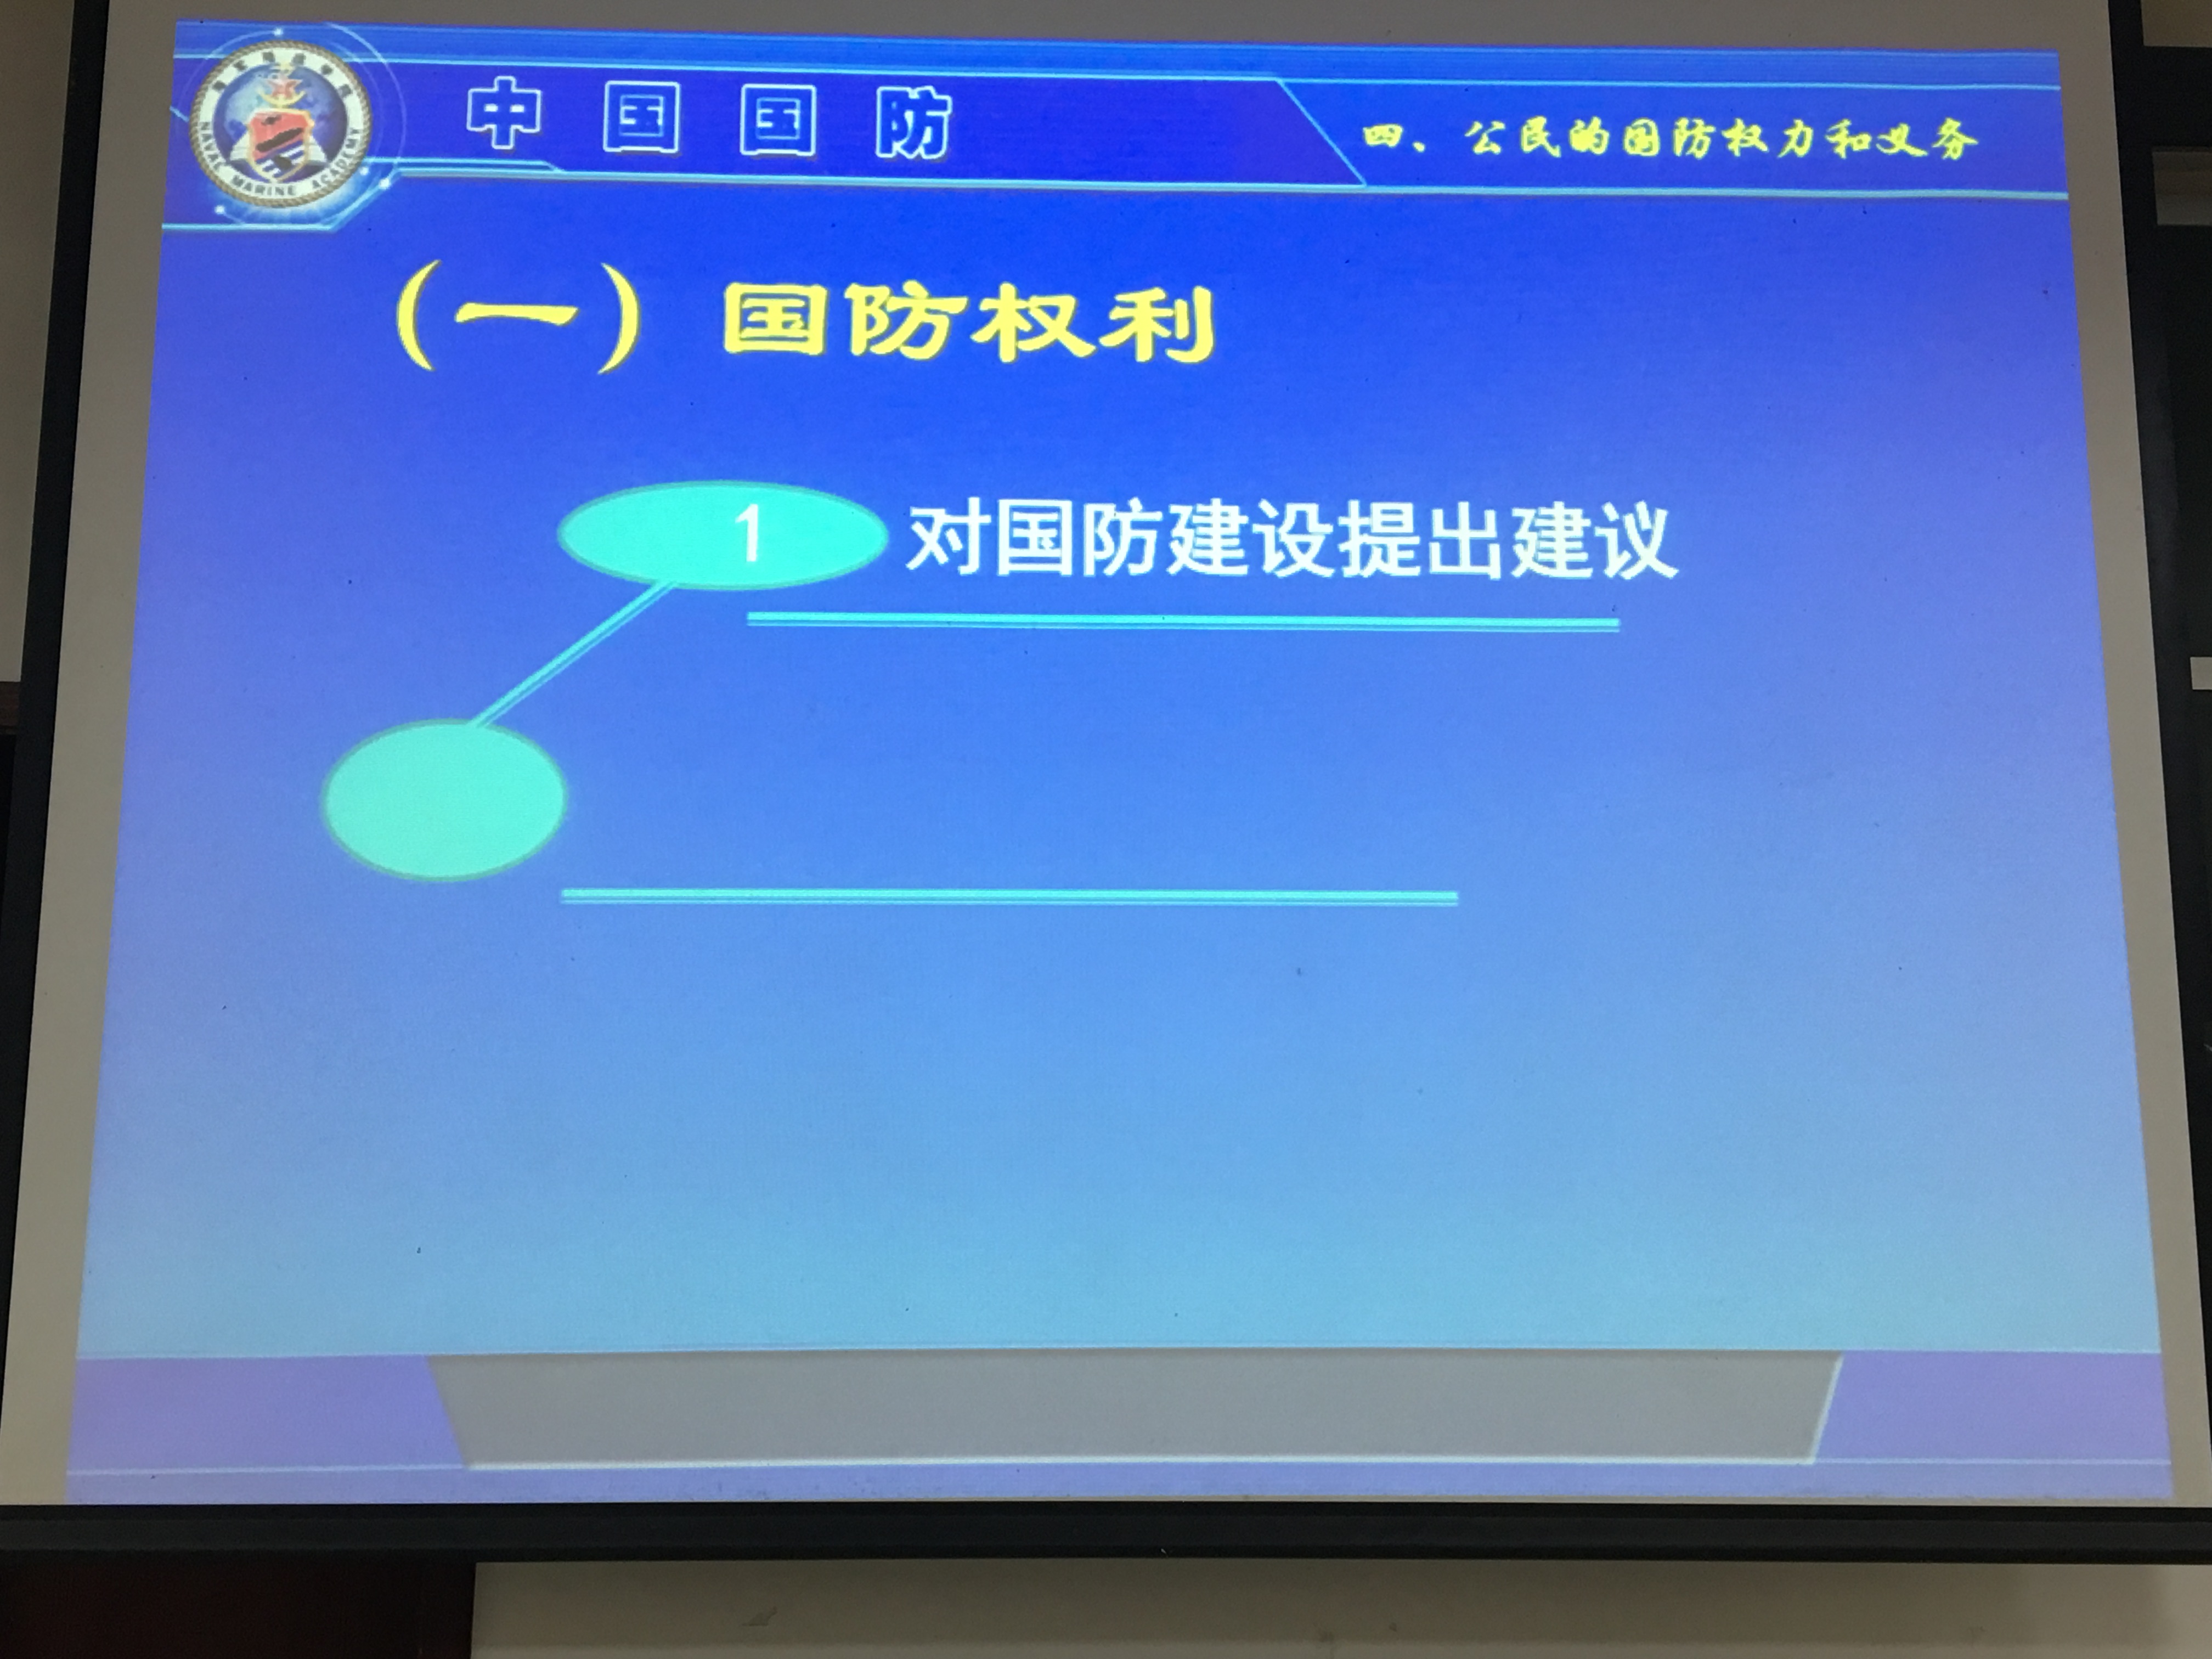 中国国防
四、公民的国防权力和义务
NAVAL MARINE ACADEMY
(一) 国防权利
1 对国防建设提出建议